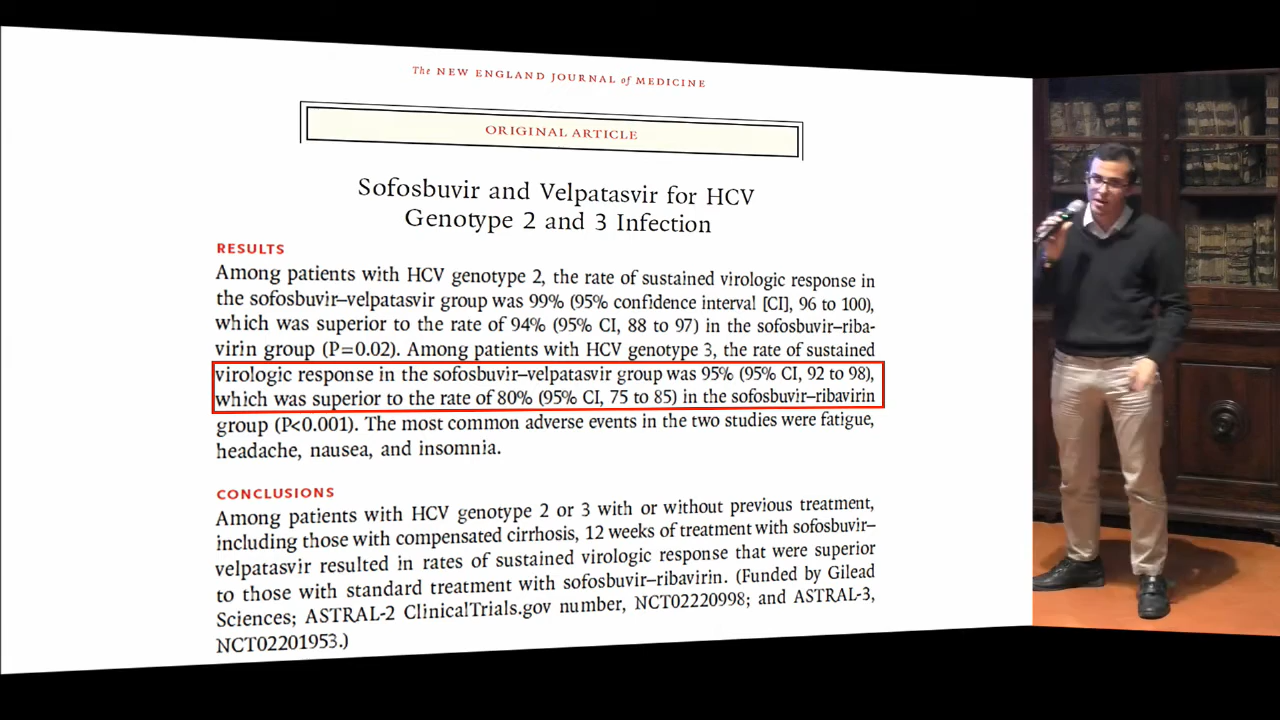 The NEW ENGLAND JOURNAL of MEDICINE
ORIGINAL ARTICLE
Sofosbuvir and Velpatasvir for HCV
Genotype 2 and 3 Infection
RESULTS
Among patients with HCV genotype 2, the rate of sustained virologic response in
the sofosbuvir–velpatasvir group was 99% (95% confidence interval [CI], 96 to 100),
which was superior to the rate of 94% (95% CI, 88 to 97) in the sofosbuvir–riba-
virin group (P=0.02). Among patients with HCV genotype 3, the rate of sustained
virologic response in the sofosbuvir–velpatasvir group was 95% (95% CI, 92 to 98),
which was superior to the rate of 80% (95% CI, 75 to 85) in the sofosbuvir–ribavirin
group (P<0.001). The most common adverse events in the two studies were fatigue,
headache, nausea, and insomnia.
CONCLUSIONS
Among patients with HCV genotype 2 or 3 with or without previous treatment,
including those with compensated cirrhosis, 12 weeks of treatment with sofosbuvir–
velpatasvir resulted in rates of sustained virologic response that were superior
to those with standard treatment with sofosbuvir–ribavirin. (Funded by Gilead
Sciences; ASTRAL-2 ClinicalTrials.gov number, NCT02220998; and ASTRAL-3,
NCT02201953.)